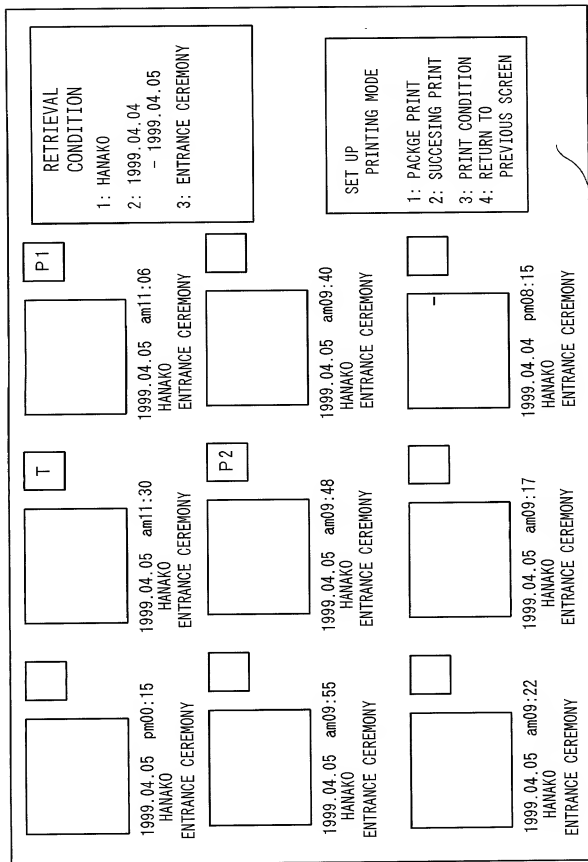 T
P1
1999.04.05 pm00:15
HANAKO
ENTRANCE CEREMONY
1999.04.05 am11:30
HANAKO
ENTRANCE CEREMONY
1999.04.05 am11:06
HANAKO
ENTRANCE CEREMONY
P2
1999.04.05 am09:55
HANAKO
ENTRANCE CEREMONY
1999.04.05 am09:48
HANAKO
ENTRANCE CEREMONY
1999.04.05 am09:40
HANAKO
ENTRANCE CEREMONY
1999.04.05 am09:22
HANAKO
ENTRANCE CEREMONY
1999.04.05 am09:17
HANAKO
ENTRANCE CEREMONY
1999.04.04 pm08:15
HANAKO
ENTRANCE CEREMONY
RETRIEVAL
CONDITION
1: HANAKO
2: 1999.04.04
- 1999.04.05
3: ENTRANCE CEREMONY
SET UP
PRINTING MODE
1: PACKGE PRINT
2: SUCCESING PRINT
3: PRINT CONDITION
4: RETURN TO
PREVIOUS SCREEN